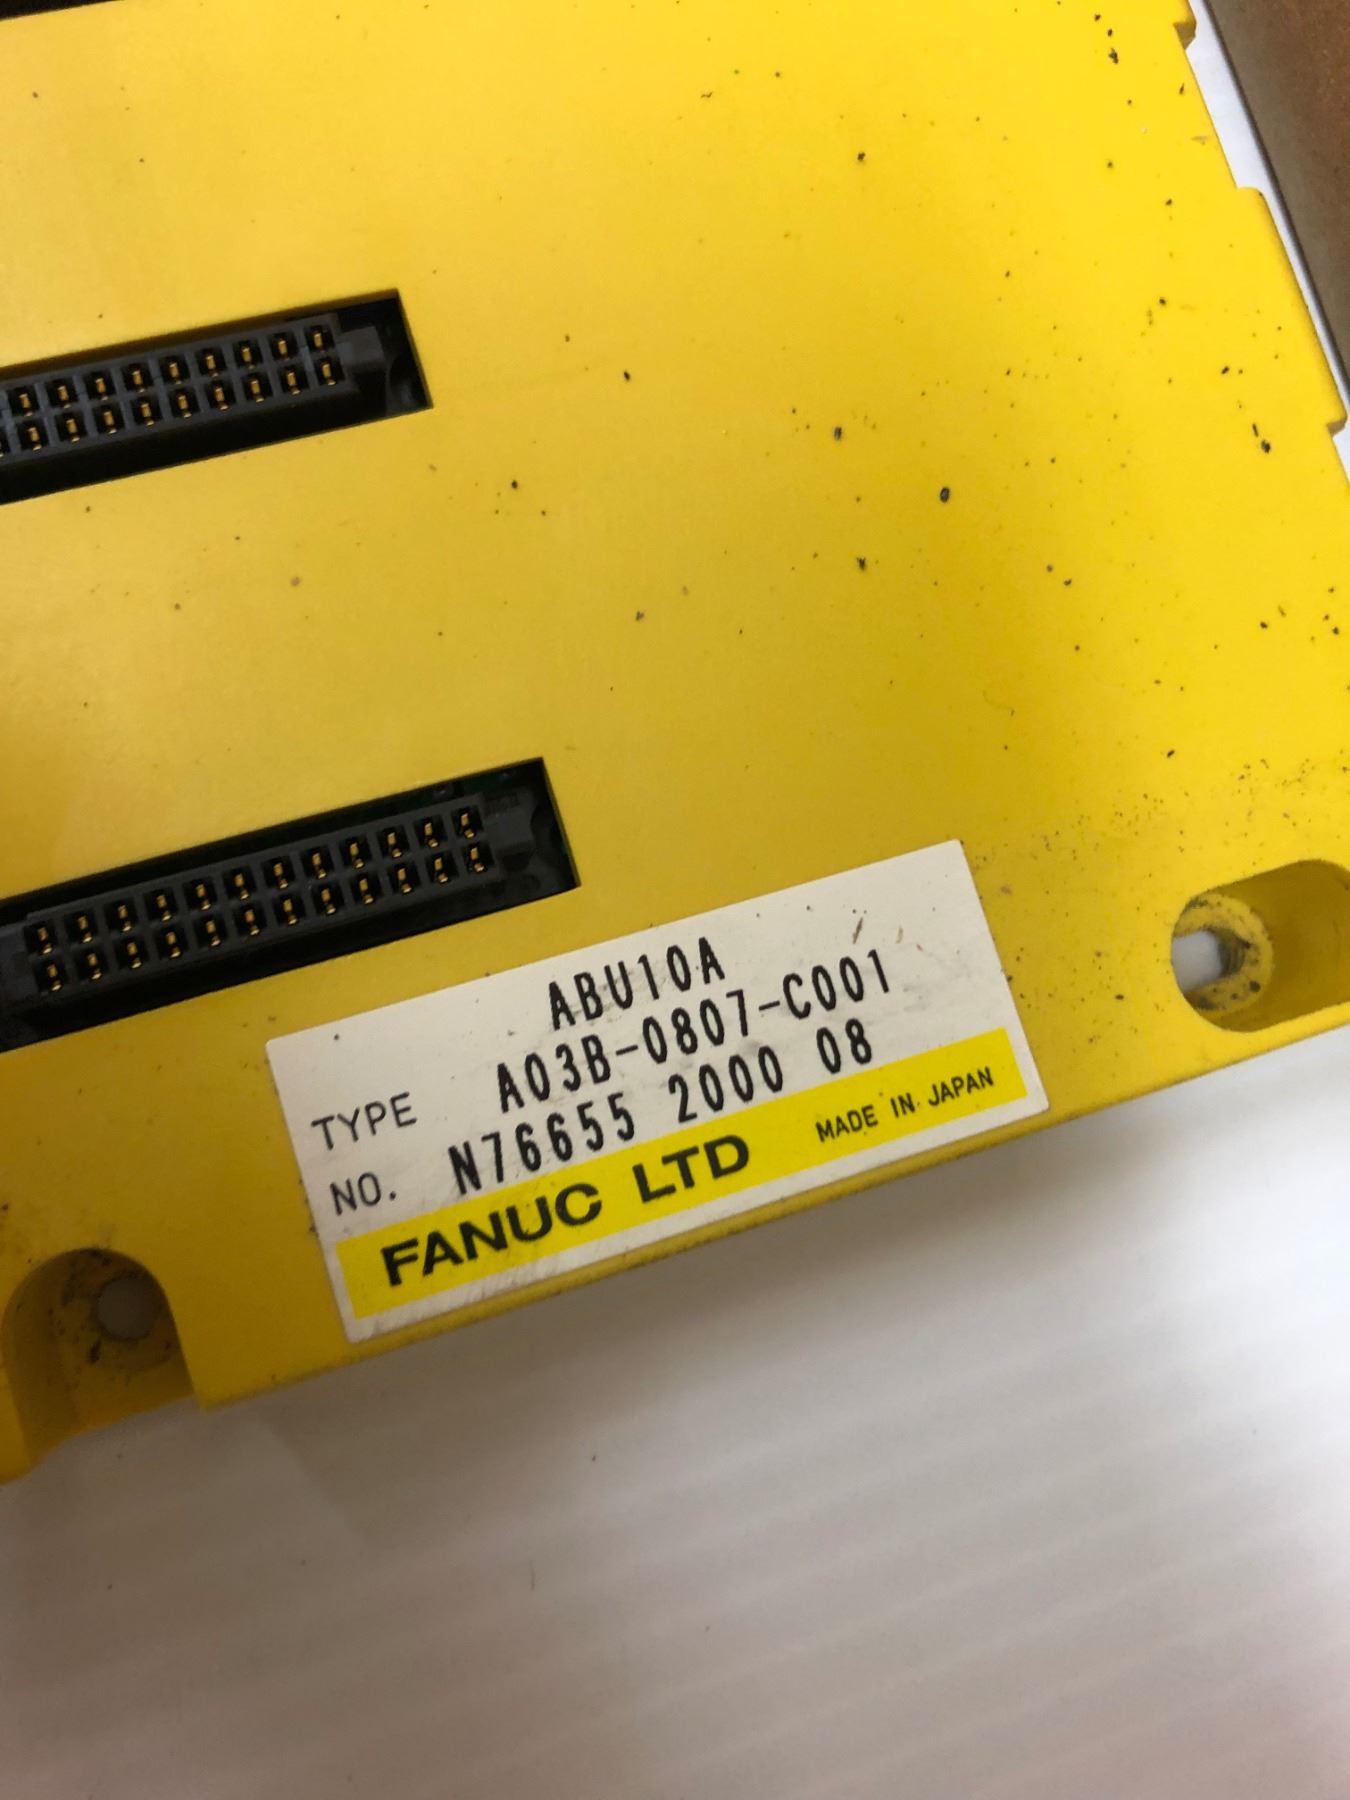 ABU10A
TYPE A03B-0807-C001
NO. N76655 2000 08
FANUC LTD MADE IN JAPAN